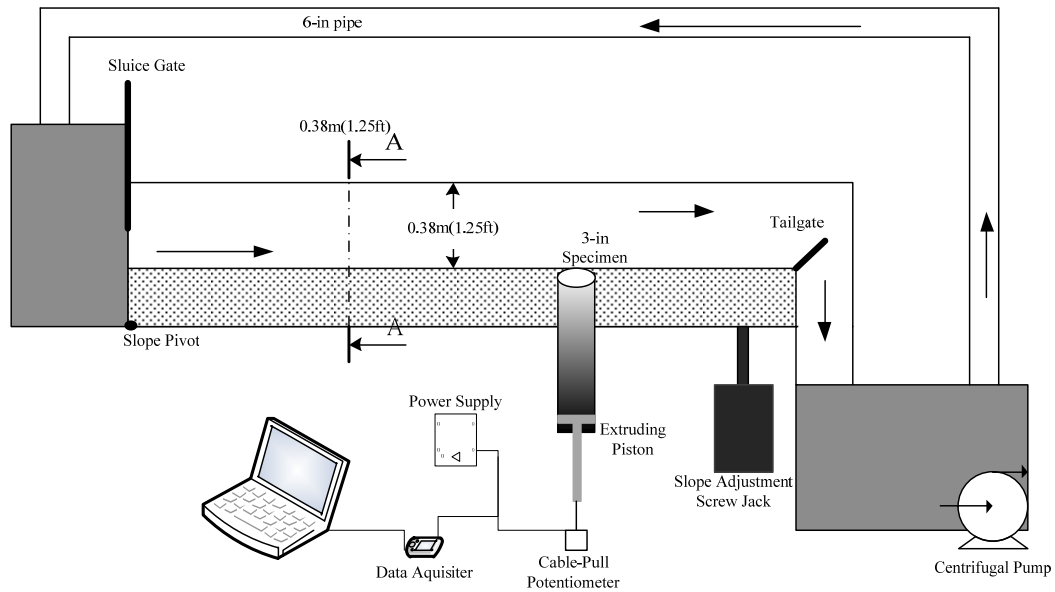 6-in pipe
Sluice Gate
0.38m(1.25ft)
A
0.38m(1.25ft)
3-in
Specimen
Tailgate
A
Slope Pivot
Power Supply
Extruding
Piston
Slope Adjustment
Screw Jack
Data Aquisiter
Cable-Pull
Potentiometer
Centrifugal Pump